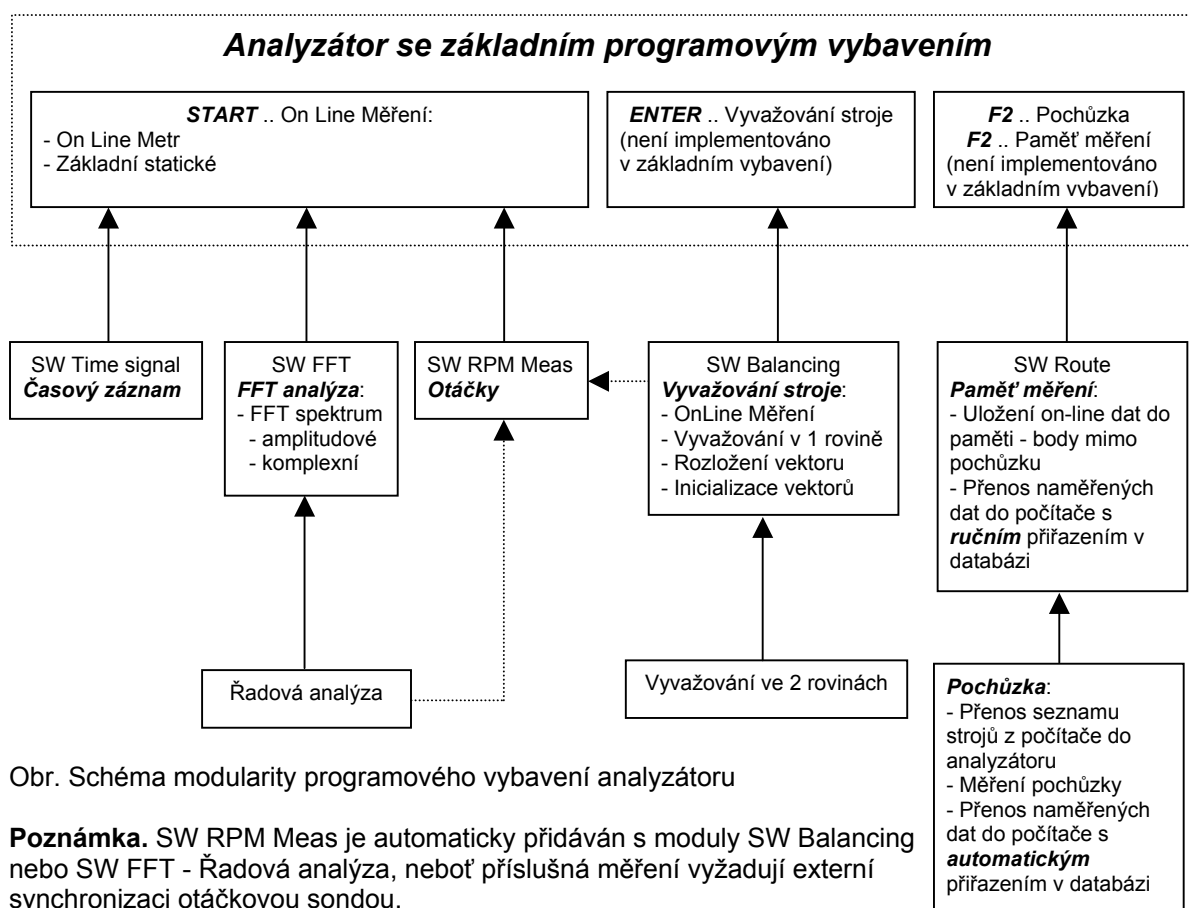 Analyzátor se základním programovým vybavením
START .. On Line Měření:
- On Line Metr
- Základní statické
ENTER .. Vyvažování stroje
(není implementováno
v základním vybavení)
F2 .. Pochůzka
F2 .. Paměť měření
(není implementováno
v základním vybavení)
SW Time signal
Časový záznam
SW FFT
FFT analýza:
- FFT spektrum
- amplitudové
- komplexní
SW RPM Meas
Otáčky
SW Balancing
Vyvažování stroje:
- OnLine Měření
- Vyvažování v 1 rovině
- Rozložení vektoru
- Inicializace vektorů
SW Route
Paměť měření:
- Uložení on-line dat do
paměti - body mimo
pochůzku
- Přenos naměřených
dat do počítače s
ručním přiřazením v
databázi
Řadová analýza
Vyvažování ve 2 rovinách
Pochůzka:
- Přenos seznamu
strojů z počítače do
analyzátoru
- Měření pochůzky
- Přenos naměřených
dat do počítače s
automatickým
přiřazením v databázi
Obr. Schéma modularity programového vybavení analyzátoru
Poznámka. SW RPM Meas je automaticky přidáván s moduly SW Balancing
nebo SW FFT - Řadová analýza, neboť příslušná měření vyžadují externí
synchronizaci otáčkovou sondou.